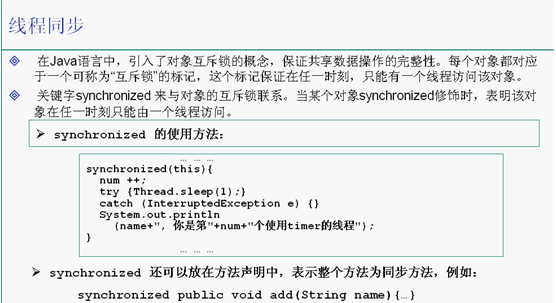 线程同步
在Java语言中，引入了对象互斥锁的概念，保证共享数据操作的完整性。每个对象都对应
于一个可称为“互斥锁”的标记，这个标记保证在任一时刻，只能有一个线程访问该对象。
关键字synchronized 来与对象的互斥锁联系。当某个对象synchronized修饰时，表明该对
象在任一时刻只能由一个线程访问。
synchronized 的使用方法：
… … …
synchronized(this){
num ++;
try {Thread.sleep(1);}
catch (InterruptedException e) {}
System.out.println
(name+", 你是第"+num+"个使用timer的线程");
}
… … …
synchronized 还可以放在方法声明中，表示整个方法为同步方法，例如：
synchronized public void add(String name){…}